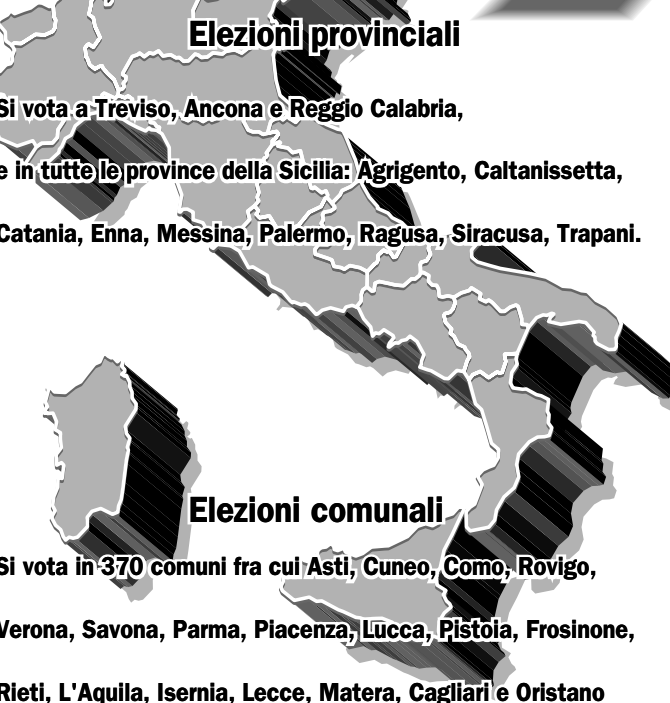 Elezioni provinciali
Si vota a Treviso, Ancona e Reggio Calabria,
e in tutte le province della Sicilia: Agrigento, Caltanissetta,
Catania, Enna, Messina, Palermo, Ragusa, Siracusa, Trapani.
Elezioni comunali
Si vota in 370 comuni fra cui Asti, Cuneo, Como, Rovigo,
Verona, Savona, Parma, Piacenza, Lucca, Pistoia, Frosinone,
Rieti, L'Aquila, Isernia, Lecce, Matera, Cagliari e Oristano